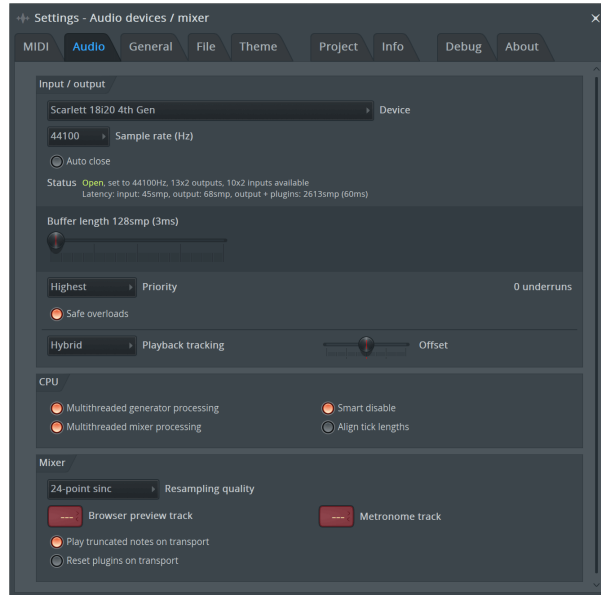 Settings - Audio devices / mixer
MIDI Audio General File Theme Project Info Debug About
Input / output
Scarlett 18i20 4th Gen Device
44100 Sample rate (Hz)
Auto close
Status Open, set to 44100Hz, 13x2 outputs, 10x2 inputs available
Latency: input: 45smp, output: 68smp, output + plugins: 2613smp (60ms)
Buffer length 128smp (3ms)
Highest Priority 0 underruns
Safe overloads
Hybrid Playback tracking Offset
CPU
Multithreaded generator processing Smart disable
Multithreaded mixer processing Align tick lengths
Mixer
24-point sinc Resampling quality
--- Browser preview track --- Metronome track
Play truncated notes on transport
Reset plugins on transport